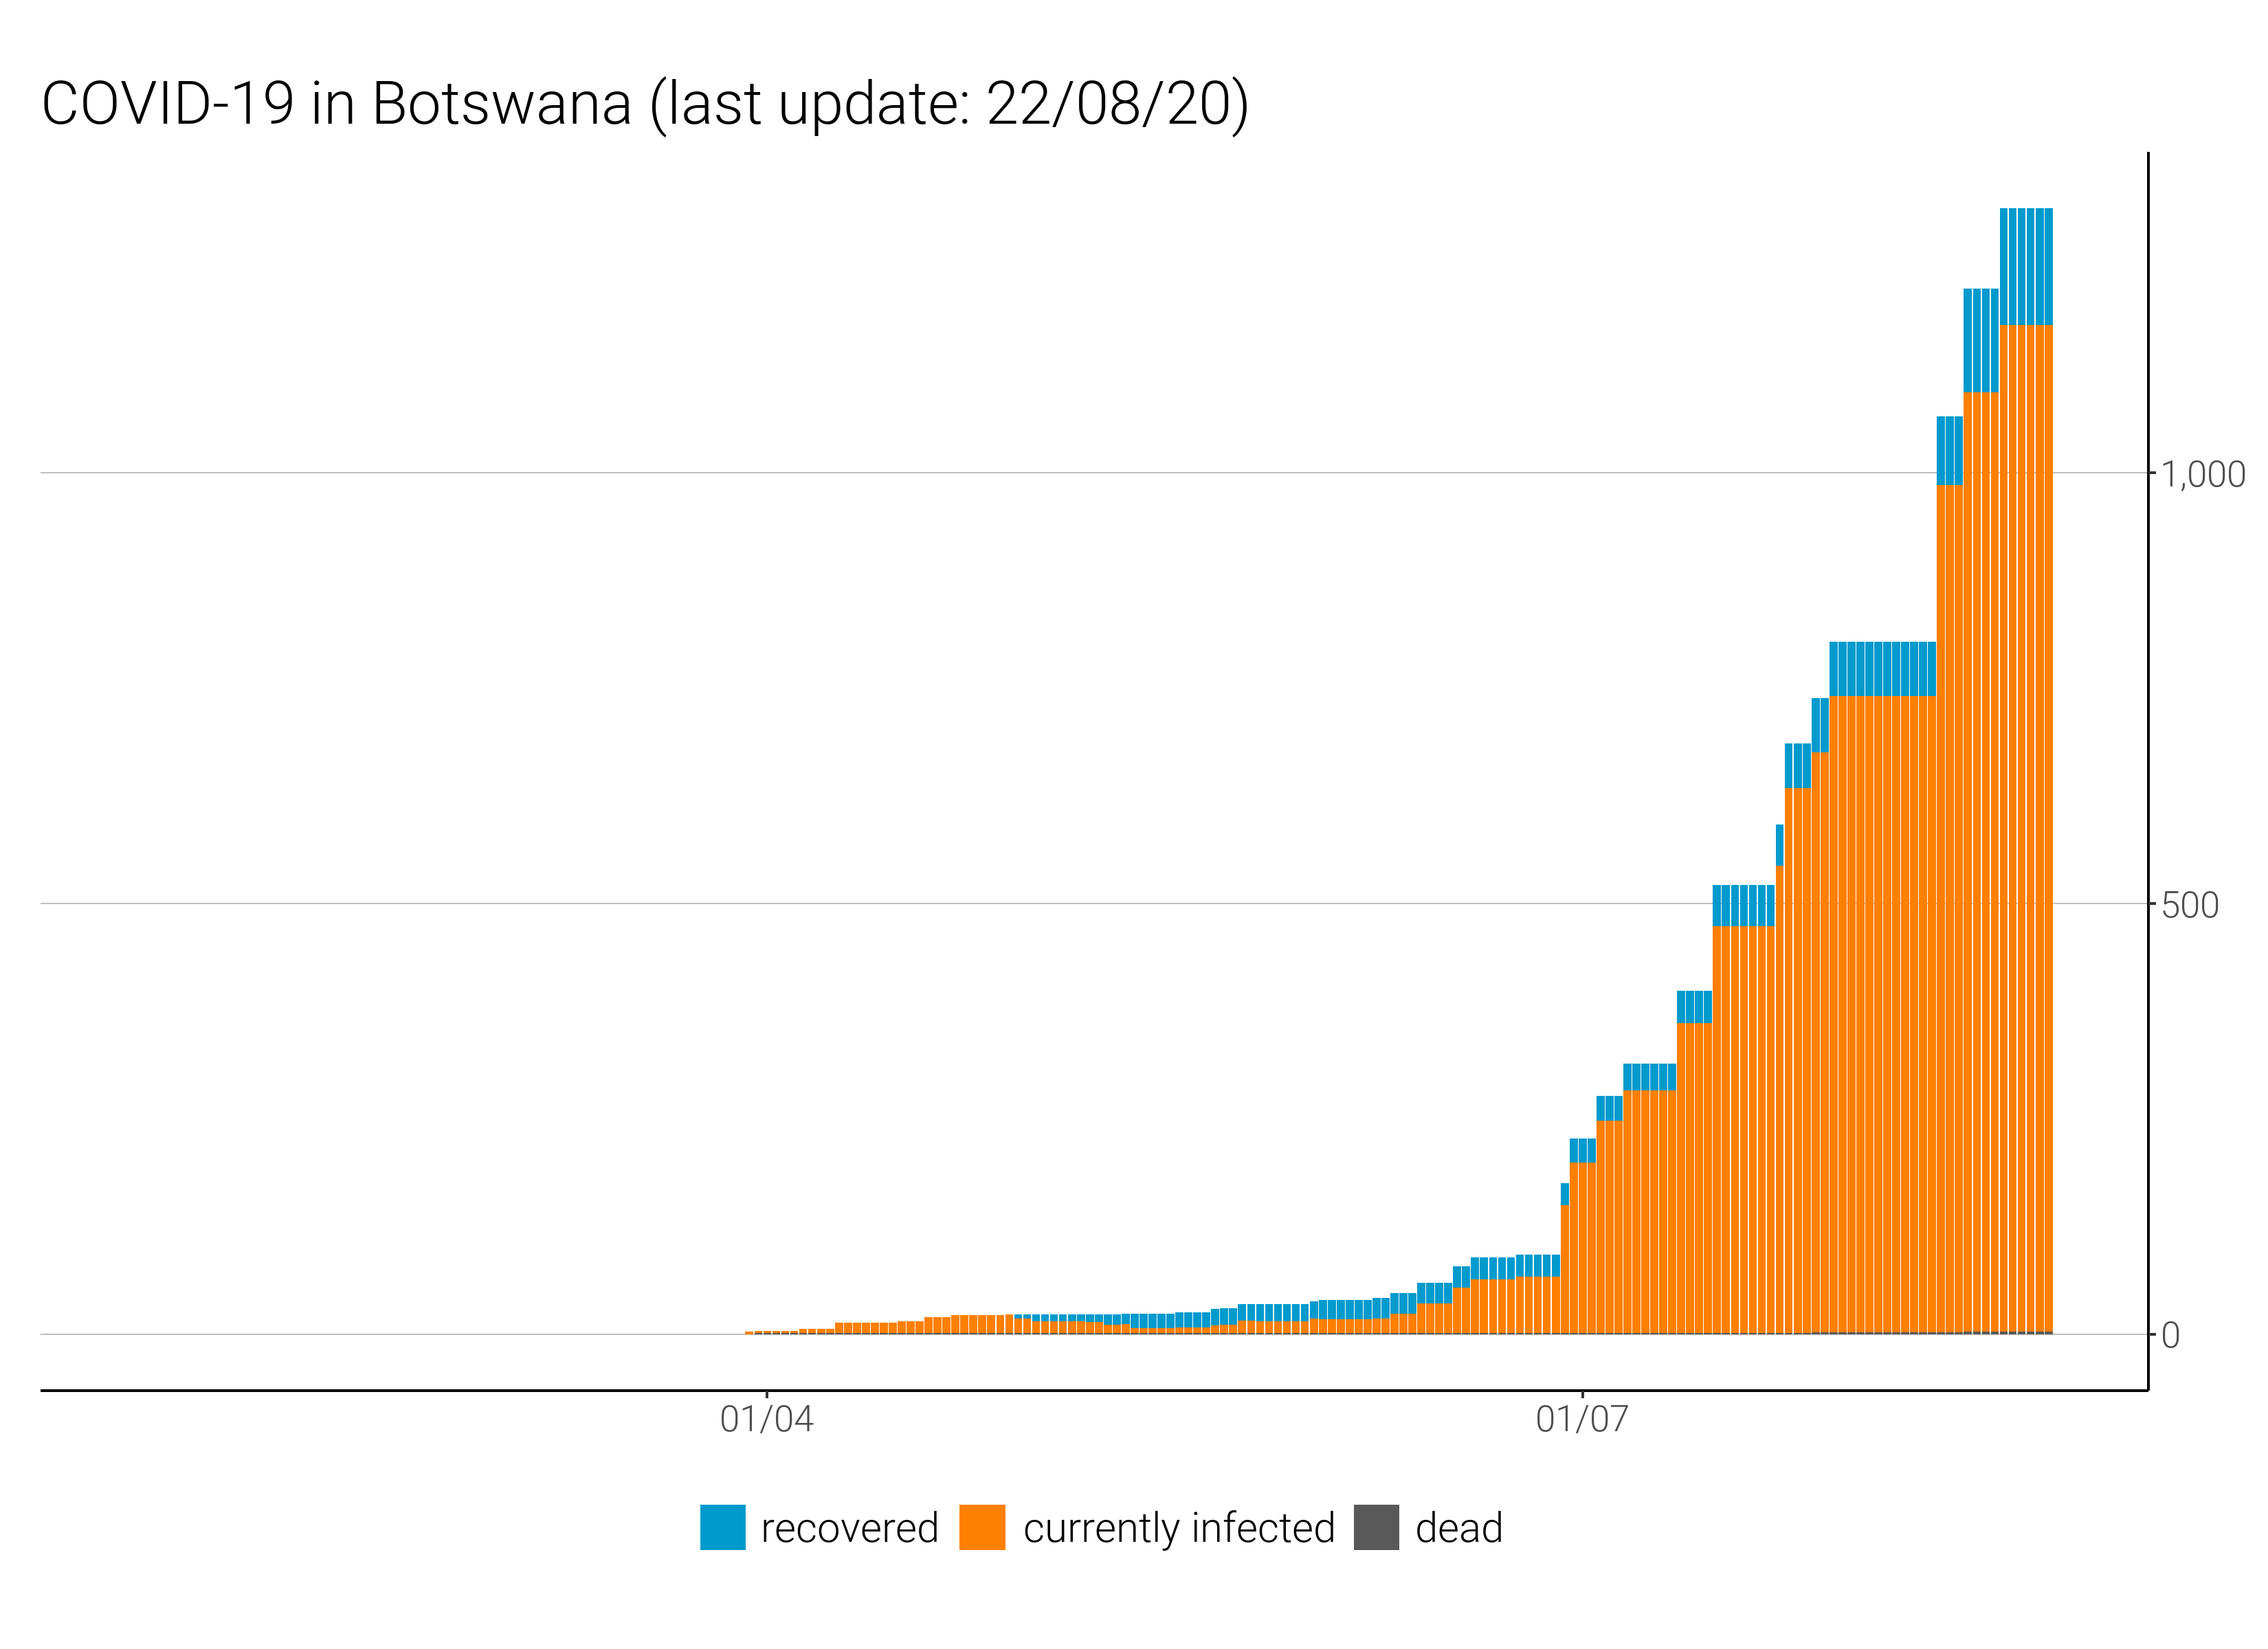 COVID-19 in Botswana (last update: 22/08/20)
1,000
500
0
01/04 01/07
recovered currently infected dead